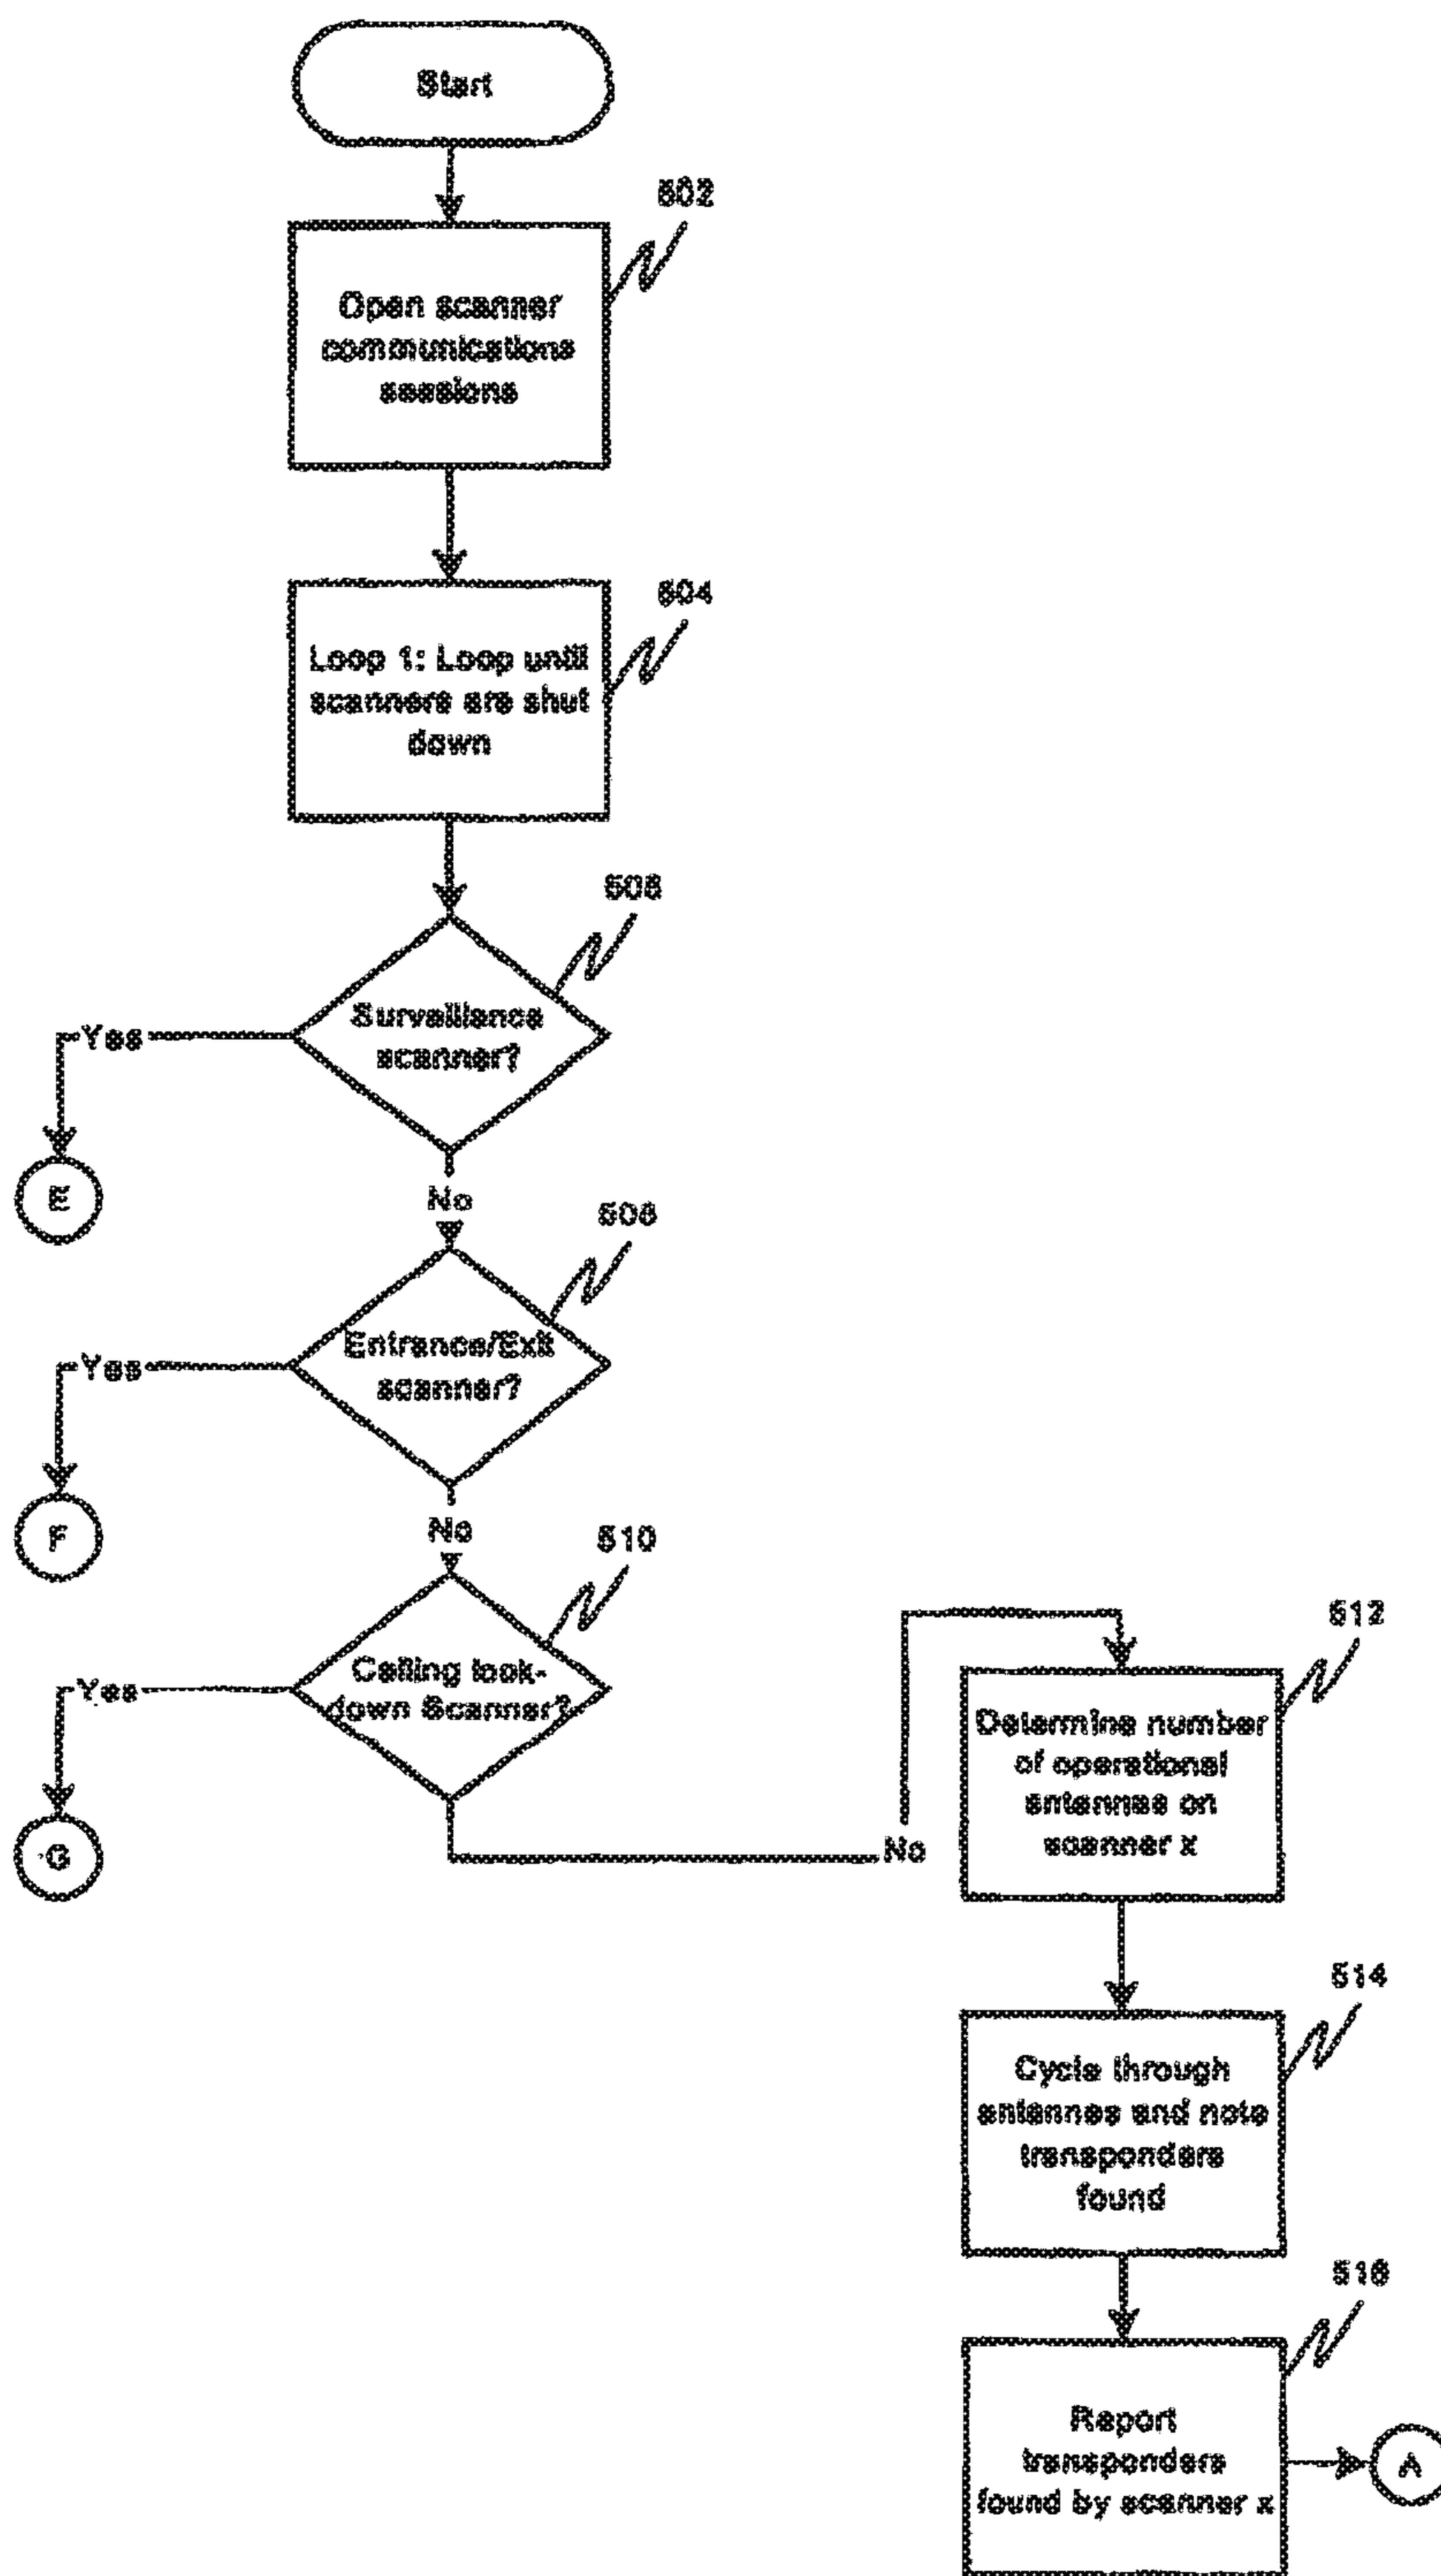 Start
502
Open scanner
communications
sessions
504
Loop 1: Loop until
scanners are shut
down
506
Surveillance
scanner?
Yes
E
No
508
Entrance/Exit
scanner?
Yes
F
No
510
Ceiling look-
down Scanner?
Yes
G
No
512
Determine number
of operational
antennas on
scanner x
514
Cycle through
antennas and note
transponders
found
516
Report
transponders
found by scanner x
A